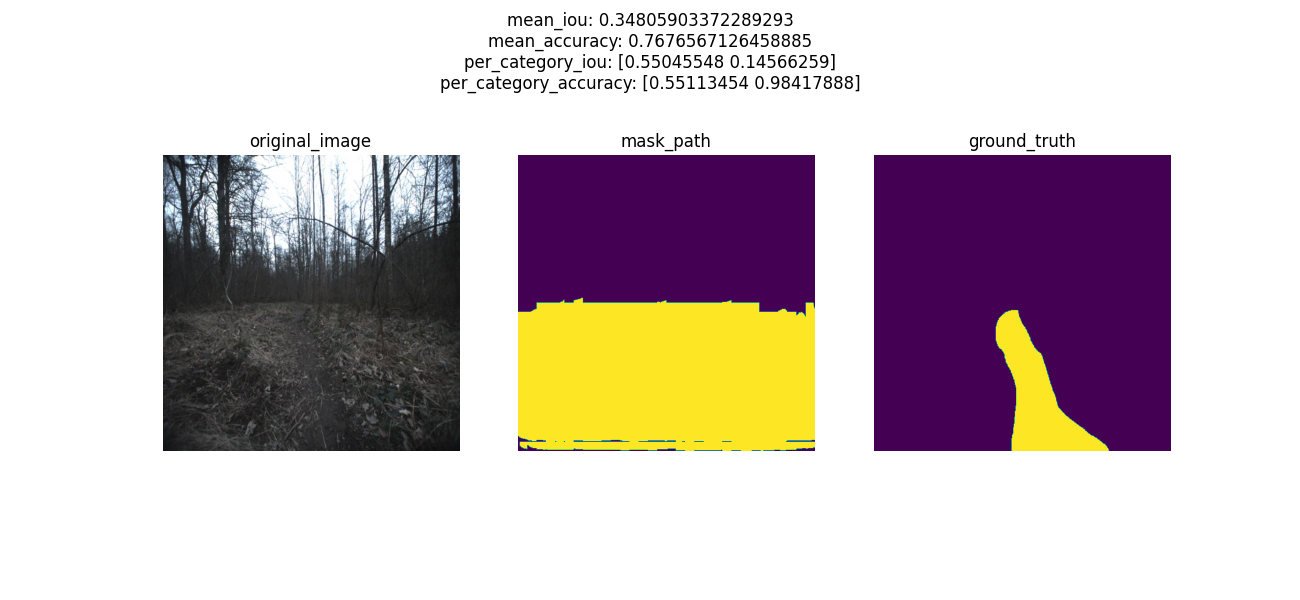 mean_iou: 0.34805903372289293
mean_accuracy: 0.7676567126458885
per_category_iou: [0.55045548 0.14566259]
per_category_accuracy: [0.55113454 0.98417888]
original_image
mask_path
ground_truth